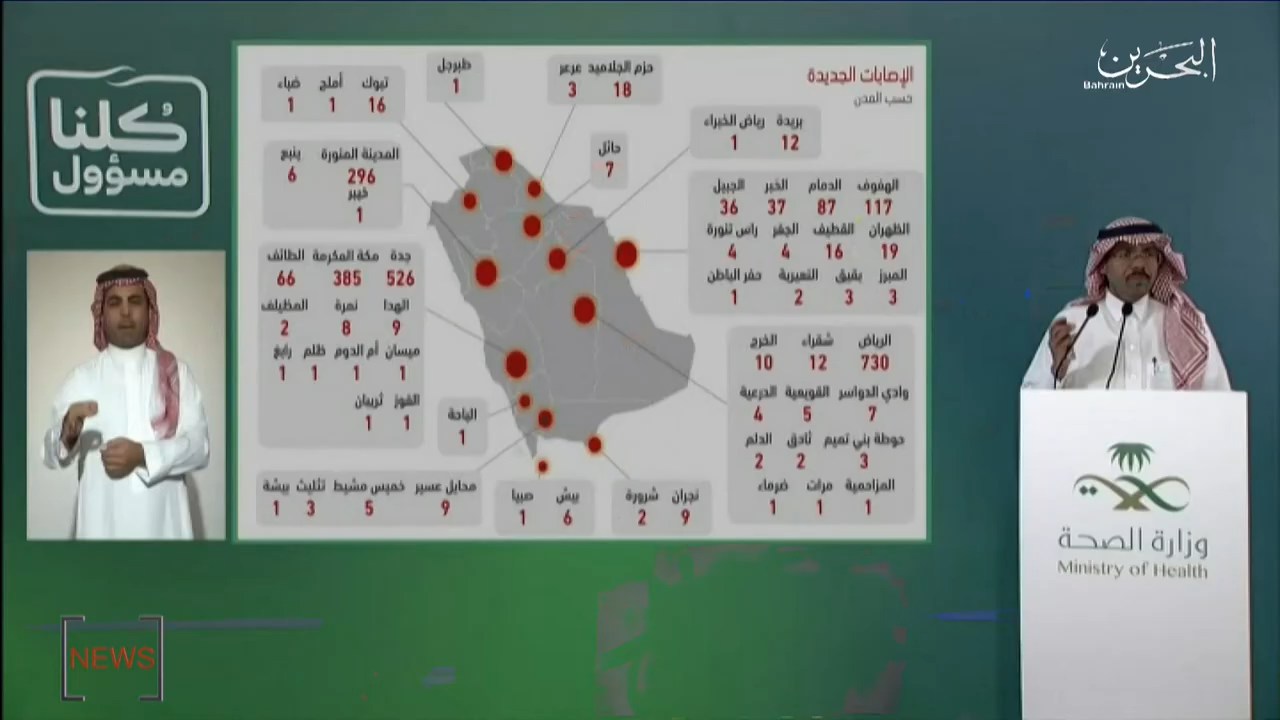 البحرين
Bahrain
كلنا
مسؤول
الإصابات الجديدة
حسب المدن
حزم الجلاميد عرعر
18 3
طبرجل
1
تبوك أملج ضباء
16 1 1
بريدة رياض الخبراء
12 1
حائل
7
المدينة المنورة ينبع
296 6
خيبر
1
الهفوف الدمام الخبر الجبيل
117 87 37 36
الظهران القطيف الجفر راس تنورة
19 16 4 4
المبرز بقيق النعيرية حفر الباطن
3 3 2 1
جدة مكة المكرمة الطائف
526 385 66
الهدا نمرة المظيلف
9 8 2
ميسان أم الدوم ظلم رابغ
1 1 1 1
القوز ثريبان
1 1
الرياض شقراء الخرج
730 12 10
وادي الدواسر القويعية الدرعية
7 5 4
حوطة بني تميم ثادق الدلم
3 2 2
المزاحمية مرات ضرماء
1 1 1
الباحة
1
نجران شرورة
9 2
بيش صبيا
6 1
محايل عسير خميس مشيط تثليث بيشة
9 5 3 1
وزارة الصحة
Ministry of Health
NEWS